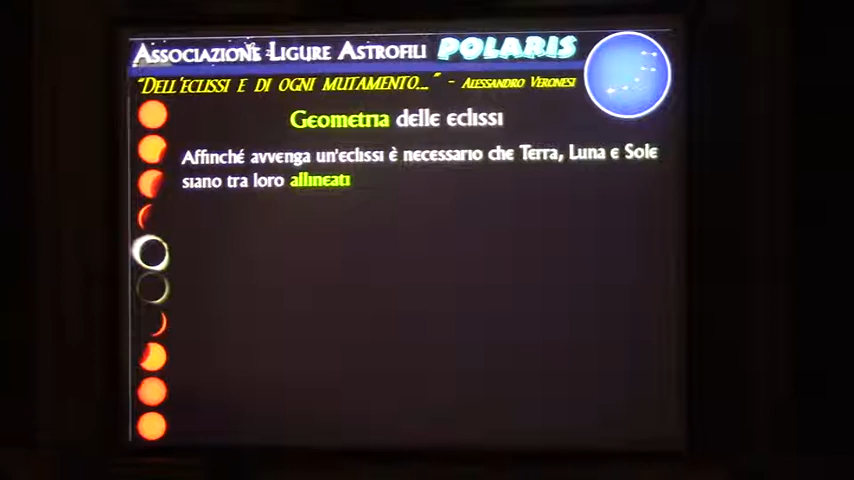 Associazione Ligure Astrofili POLARIS
"Dell'eclissi e di ogni mutamento..." - Alessandro Veronesi
Geometria delle eclissi
Affinché avvenga un'eclissi è necessario che Terra, Luna e Sole
siano tra loro allineati